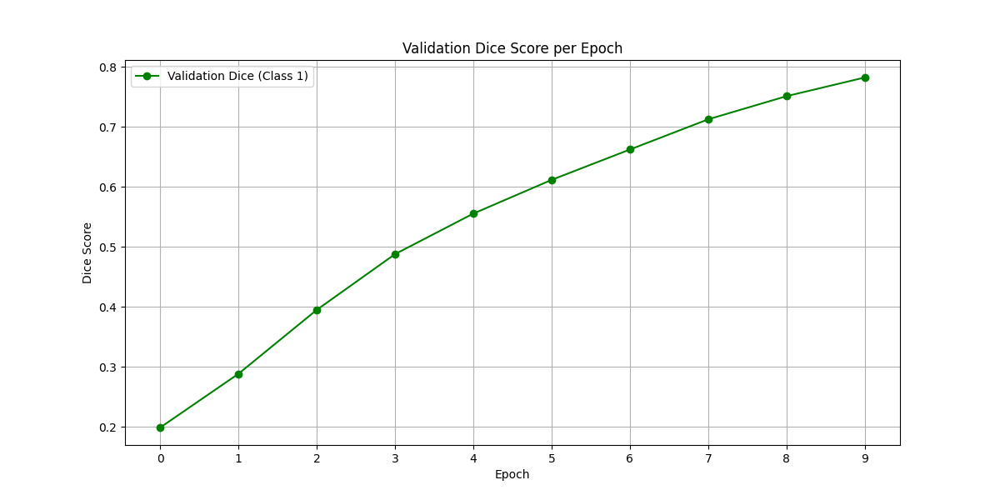 Validation Dice Score per Epoch
Validation Dice (Class 1)
Dice Score
0.8
0.7
0.6
0.5
0.4
0.3
0.2
0 1 2 3 4 5 6 7 8 9
Epoch